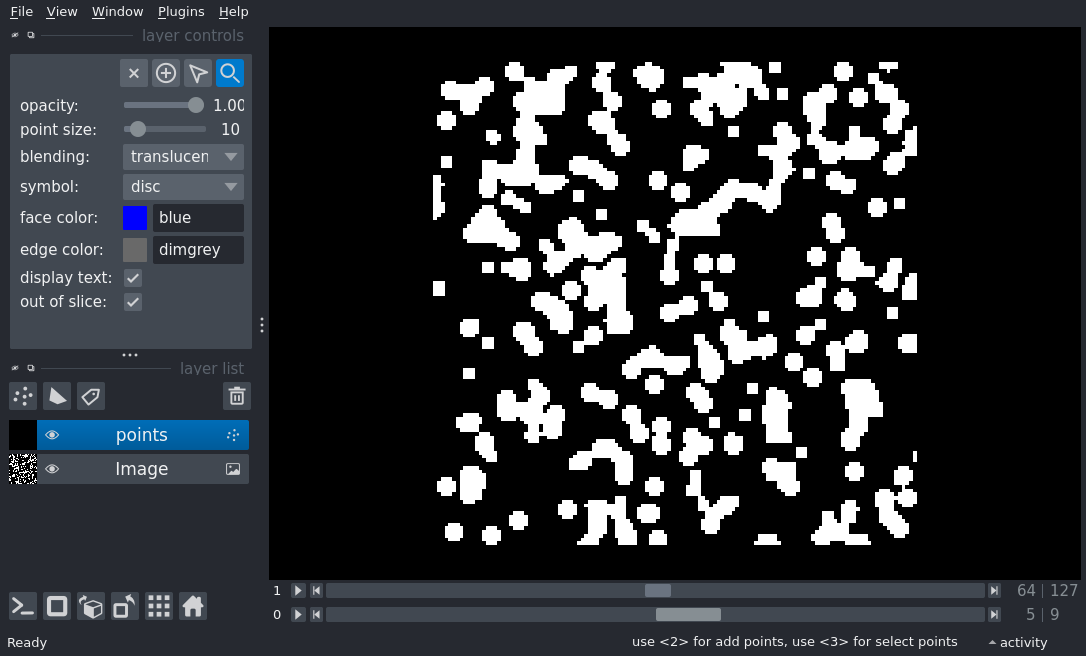 File View Window Plugins Help
layer controls
opacity: 1.00
point size: 10
blending: translucen
symbol: disc
face color: blue
edge color: dimgrey
display text:
out of slice:
layer list
points
Image
1 64 | 127
0 5 | 9
Ready use <2> for add points, use <3> for select points activity